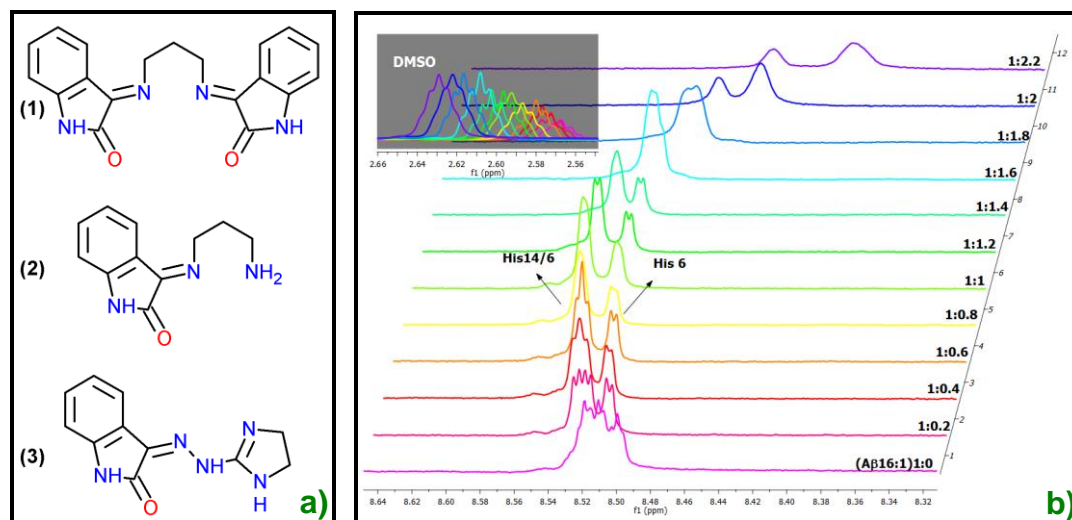 (1)
N
N
NH
O
O
NH
(2)
N
NH2
NH
O
(3)
N
N
NH
NH
O
N
H
a)
DMSO
2.66 2.64 2.62 2.60 2.58 2.56
f1 (ppm)
12
1:2.2
11
1:2
10
1:1.8
9
1:1.6
8
1:1.4
7
1:1.2
6
His14/6
His 6
1:1
5
1:0.8
4
1:0.6
3
1:0.4
2
1:0.2
1
(Aβ16:1)1:0
8.64 8.62 8.60 8.58 8.56 8.54 8.52 8.50 8.48 8.46 8.44 8.42 8.40 8.38 8.36 8.34 8.32
f1 (ppm)
b)